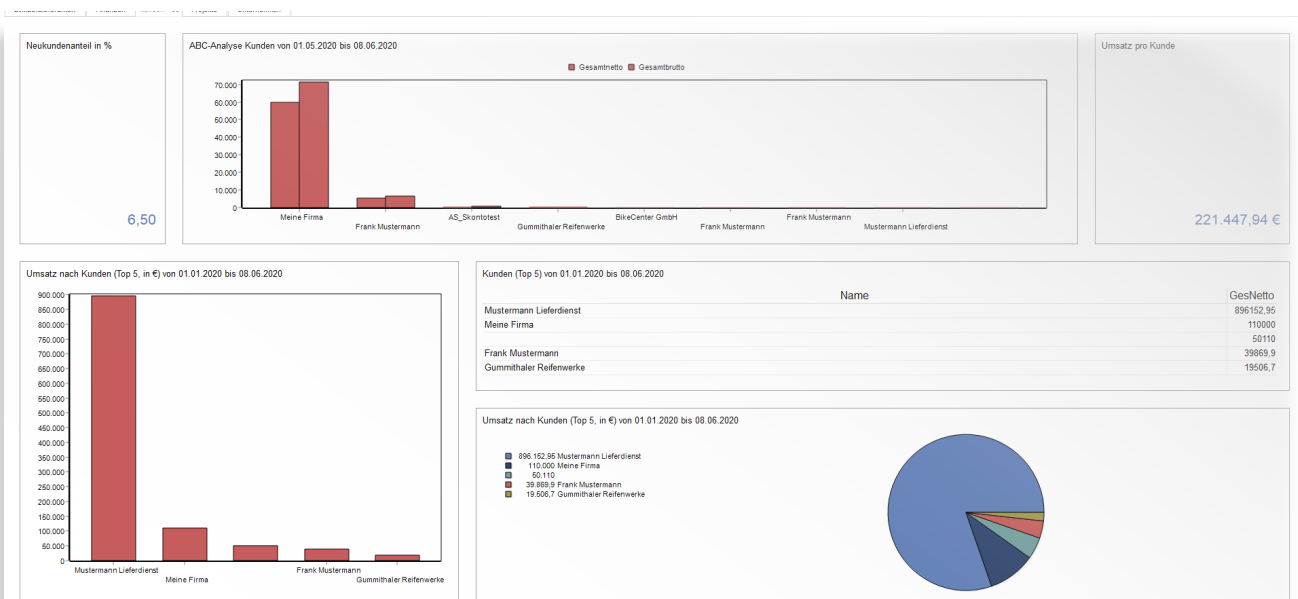 Neukundenanteil in %
6,50
ABC-Analyse Kunden von 01.05.2020 bis 08.06.2020
Gesamtnetto Gesamtbrutto
70.000
60.000
50.000
40.000
30.000
20.000
10.000
0
Meine Firma AS_Skontotest BikeCenter GmbH Frank Mustermann
Frank Mustermann Gummithaler Reifenwerke Frank Mustermann Mustermann Lieferdienst
Umsatz pro Kunde
221.447,94 €
Umsatz nach Kunden (Top 5, in €) von 01.01.2020 bis 08.06.2020
900.000
850.000
800.000
750.000
700.000
650.000
600.000
550.000
500.000
450.000
400.000
350.000
300.000
250.000
200.000
150.000
100.000
50.000
0
Mustermann Lieferdienst Frank Mustermann
Meine Firma Gummithaler Reifenwerke
Kunden (Top 5) von 01.01.2020 bis 08.06.2020
Name GesNetto
Mustermann Lieferdienst 896152,95
Meine Firma 110000
50110
Frank Mustermann 39869,9
Gummithaler Reifenwerke 19506,7
Umsatz nach Kunden (Top 5, in €) von 01.01.2020 bis 08.06.2020
896.152,95 Mustermann Lieferdienst
110.000 Meine Firma
50.110
39.869,9 Frank Mustermann
19.506,7 Gummithaler Reifenwerke